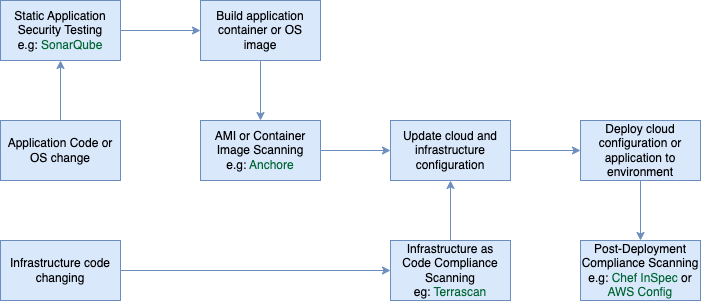 Static Application
Security Testing
e.g: SonarQube
Build application
container or OS
image
Application Code or
OS change
AMI or Container
Image Scanning
e.g: Anchore
Update cloud and
infrastructure
configuration
Deploy cloud
configuration or
application to
environment
Infrastructure code
changing
Infrastructure as
Code Compliance
Scanning
eg: Terrascan
Post-Deployment
Compliance Scanning
e.g: Chef InSpec or
AWS Config